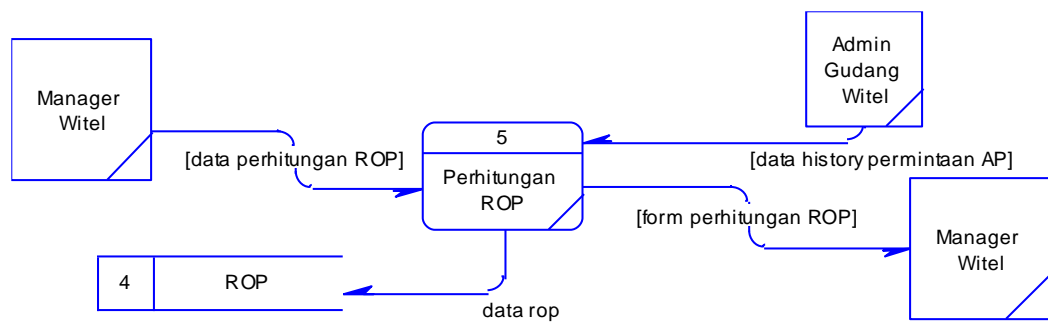 Manager
Witel
[data perhitungan ROP]
5
Perhitungan
ROP
Admin
Gudang
Witel
[data history permintaan AP]
[form perhitungan ROP]
Manager
Witel
4
ROP
data rop